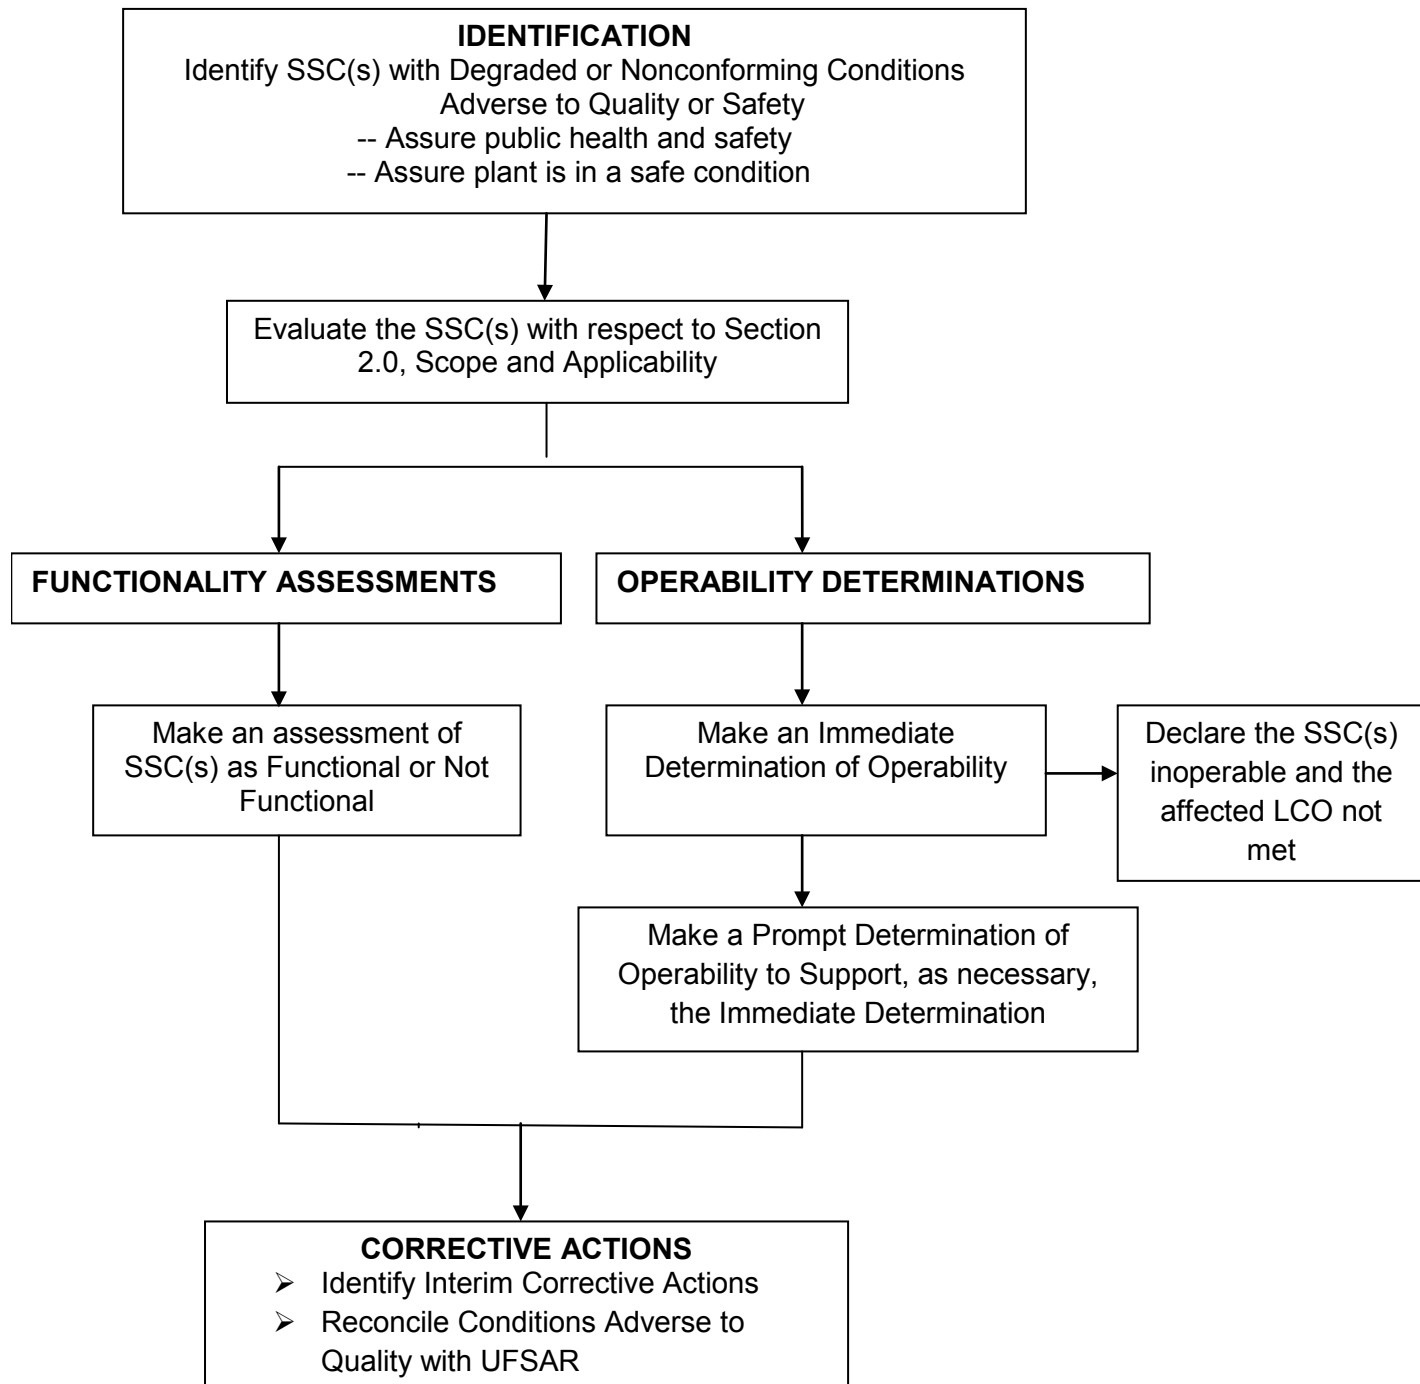 IDENTIFICATION
Identify SSC(s) with Degraded or Nonconforming Conditions
Adverse to Quality or Safety
-- Assure public health and safety
-- Assure plant is in a safe condition
Evaluate the SSC(s) with respect to Section
2.0, Scope and Applicability
FUNCTIONALITY ASSESSMENTS
OPERABILITY DETERMINATIONS
Make an assessment of
SSC(s) as Functional or Not
Functional
Make an Immediate
Determination of Operability
Declare the SSC(s)
inoperable and the
affected LCO not
met
Make a Prompt Determination of
Operability to Support, as necessary,
the Immediate Determination
CORRECTIVE ACTIONS
➢ Identify Interim Corrective Actions
➢ Reconcile Conditions Adverse to
Quality with UFSAR